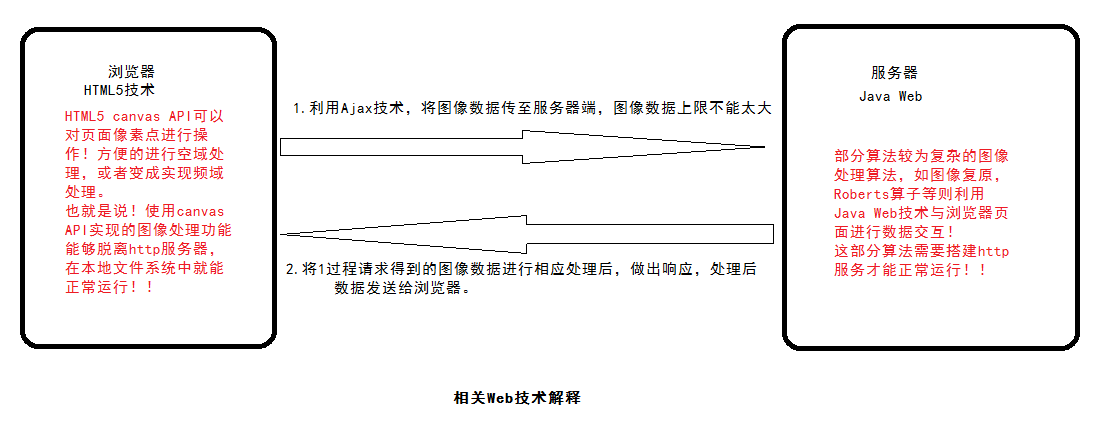 浏览器
HTML5技术
HTML5 canvas API可以
对页面像素点进行操
作！方便的进行空域处
理，或者变成实现频域
处理。
也就是说！使用canvas
API实现的图像处理功能
能够脱离http服务器，
在本地文件系统中就能
正常运行！！
1.利用Ajax技术，将图像数据传至服务器端，图像数据上限不能太大
2.将1过程请求得到的图像数据进行相应处理后，做出响应，处理后
数据发送给浏览器。
服务器
Java Web
部分算法较为复杂的图像
处理算法，如图像复原，
Roberts算子等则利用
Java Web技术与浏览器页
面进行数据交互！
这部分算法需要搭建http
服务才能正常运行！！
相关Web技术解释